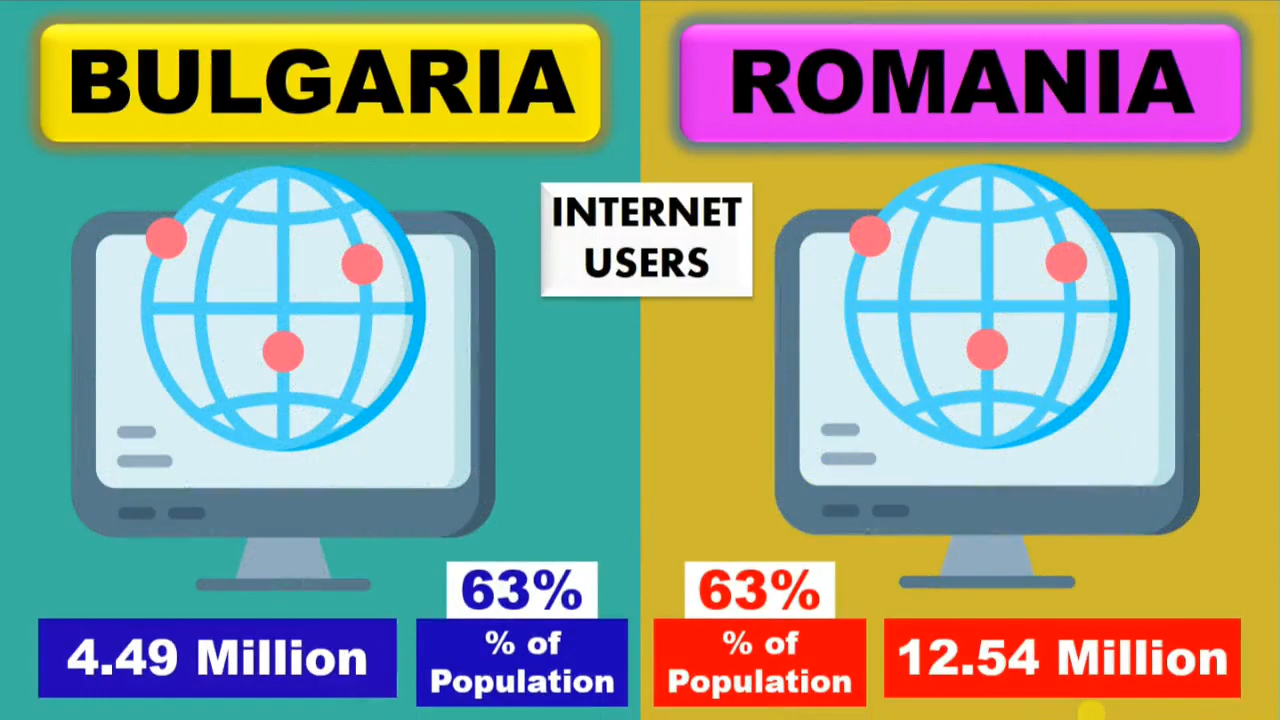 BULGARIA
ROMANIA
INTERNET
USERS
63%
63%
4.49 Million
% of
Population
% of
Population
12.54 Million